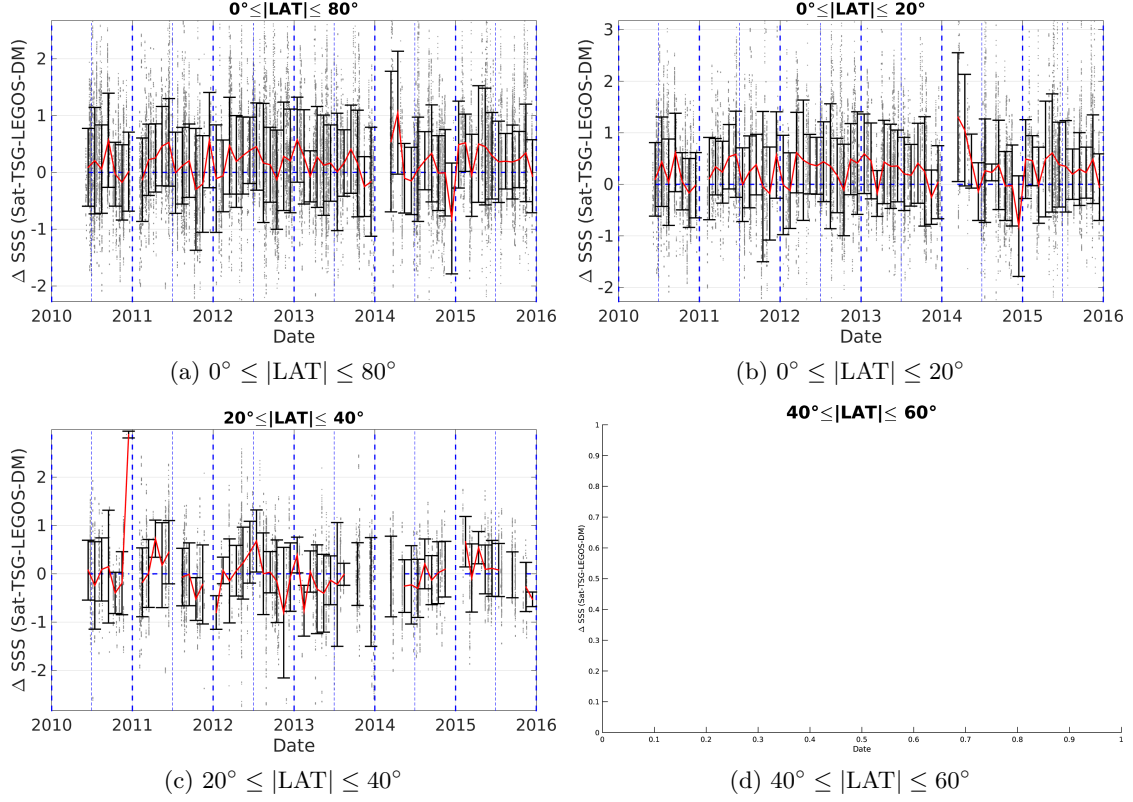 0°≤|LAT|≤ 80°
Δ SSS (Sat-TSG-LEGOS-DM)
2
1
0
-1
-2
2010 2011 2012 2013 2014 2015 2016
Date
(a) 0° ≤ |LAT| ≤ 80°
0°≤|LAT|≤ 20°
Δ SSS (Sat-TSG-LEGOS-DM)
3
2
1
0
-1
-2
2010 2011 2012 2013 2014 2015 2016
Date
(b) 0° ≤ |LAT| ≤ 20°
20°≤|LAT|≤ 40°
Δ SSS (Sat-TSG-LEGOS-DM)
2
1
0
-1
-2
2010 2011 2012 2013 2014 2015 2016
Date
(c) 20° ≤ |LAT| ≤ 40°
40°≤|LAT|≤ 60°
Δ SSS (Sat-TSG-LEGOS-DM)
1
0.9
0.8
0.7
0.6
0.5
0.4
0.3
0.2
0.1
0
0 0.1 0.2 0.3 0.4 0.5 0.6 0.7 0.8 0.9 1
Date
(d) 40° ≤ |LAT| ≤ 60°